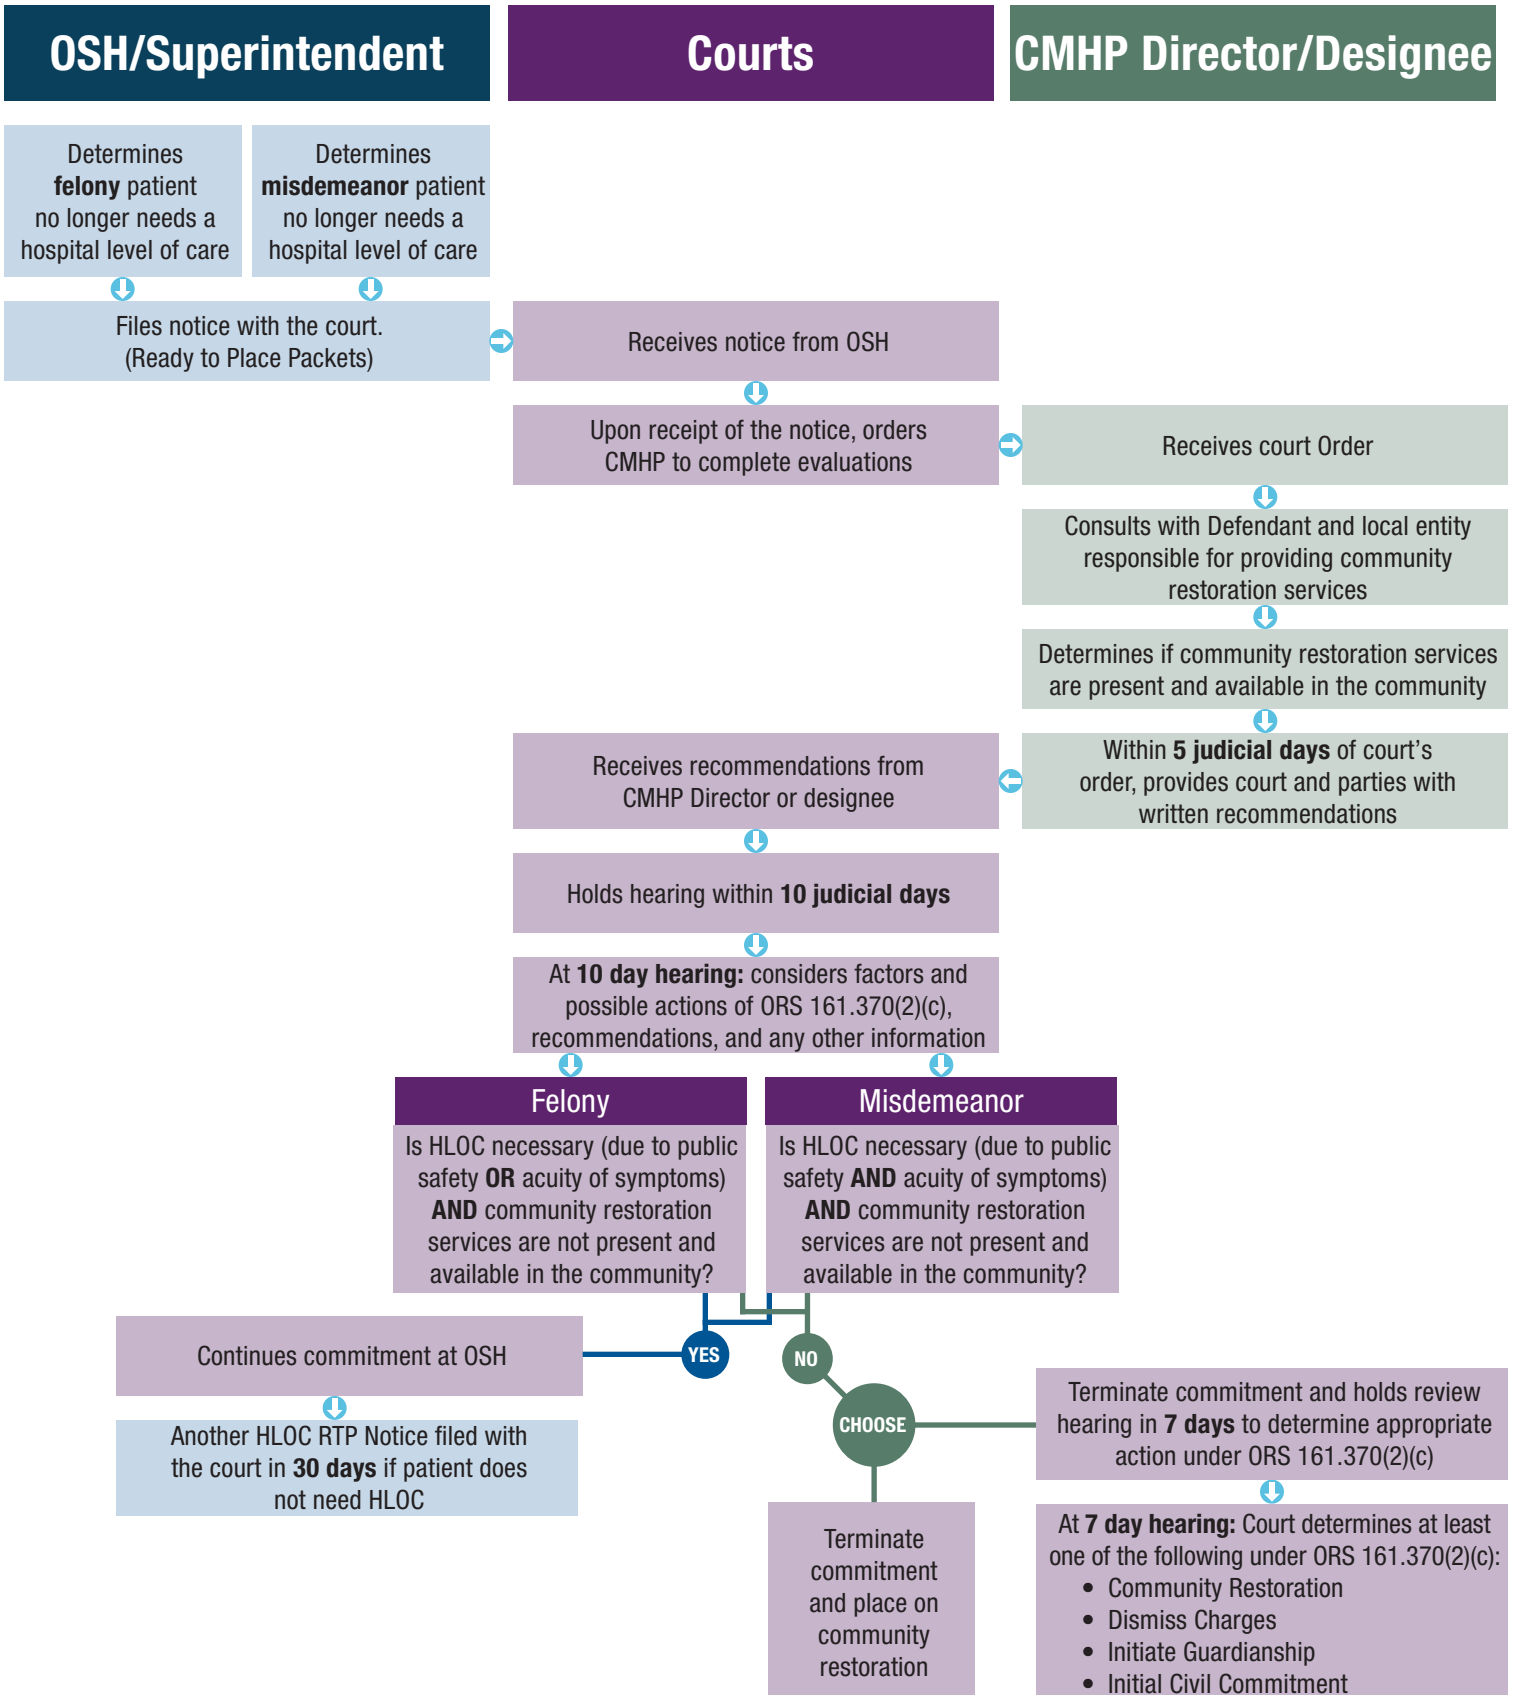 OSH/Superintendent
Courts
CMHP Director/Designee
Determines
felony patient
no longer needs a
hospital level of care
Determines
misdemeanor patient
no longer needs a
hospital level of care
Files notice with the court.
(Ready to Place Packets)
Receives notice from OSH
Upon receipt of the notice, orders
CMHP to complete evaluations
Receives court Order
Consults with Defendant and local entity
responsible for providing community
restoration services
Determines if community restoration services
are present and available in the community
Within 5 judicial days of court's
order, provides court and parties with
written recommendations
Receives recommendations from
CMHP Director or designee
Holds hearing within 10 judicial days
At 10 day hearing: considers factors and
possible actions of ORS 161.370(2)(c),
recommendations, and any other information
Felony
Is HLOC necessary (due to public
safety OR acuity of symptoms)
AND community restoration
services are not present and
available in the community?
Misdemeanor
Is HLOC necessary (due to public
safety AND acuity of symptoms)
AND community restoration
services are not present and
available in the community?
YES
NO
Continues commitment at OSH
Another HLOC RTP Notice filed with
the court in 30 days if patient does
not need HLOC
CHOOSE
Terminate
commitment
and place on
community
restoration
Terminate commitment and holds review
hearing in 7 days to determine appropriate
action under ORS 161.370(2)(c)
At 7 day hearing: Court determines at least
one of the following under ORS 161.370(2)(c):
• Community Restoration
• Dismiss Charges
• Initiate Guardianship
• Initial Civil Commitment